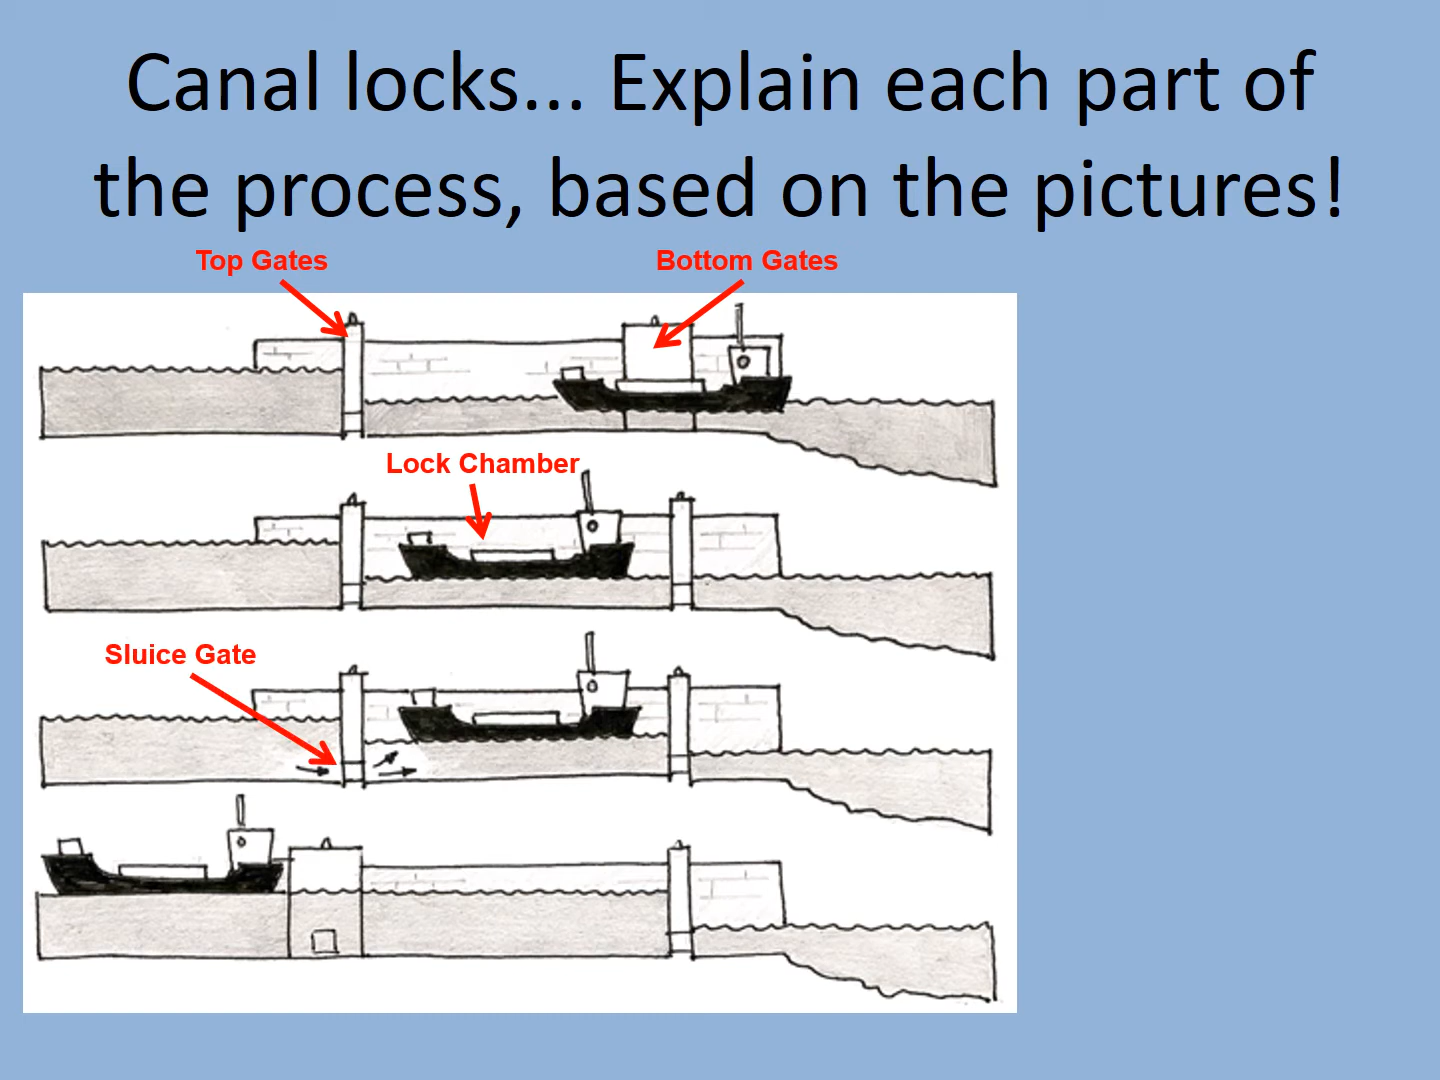 Canal locks... Explain each part of
the process, based on the pictures!
Top Gates
Bottom Gates
Lock Chamber
Sluice Gate